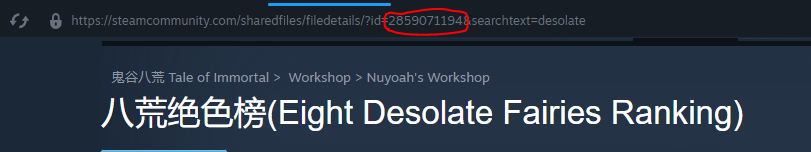 https://steamcommunity.com/sharedfiles/filedetails/?id=2859071194&searchtext=desolate
鬼谷八荒 Tale of Immortal > Workshop > Nuyoah's Workshop
八荒绝色榜(Eight Desolate Fairies Ranking)